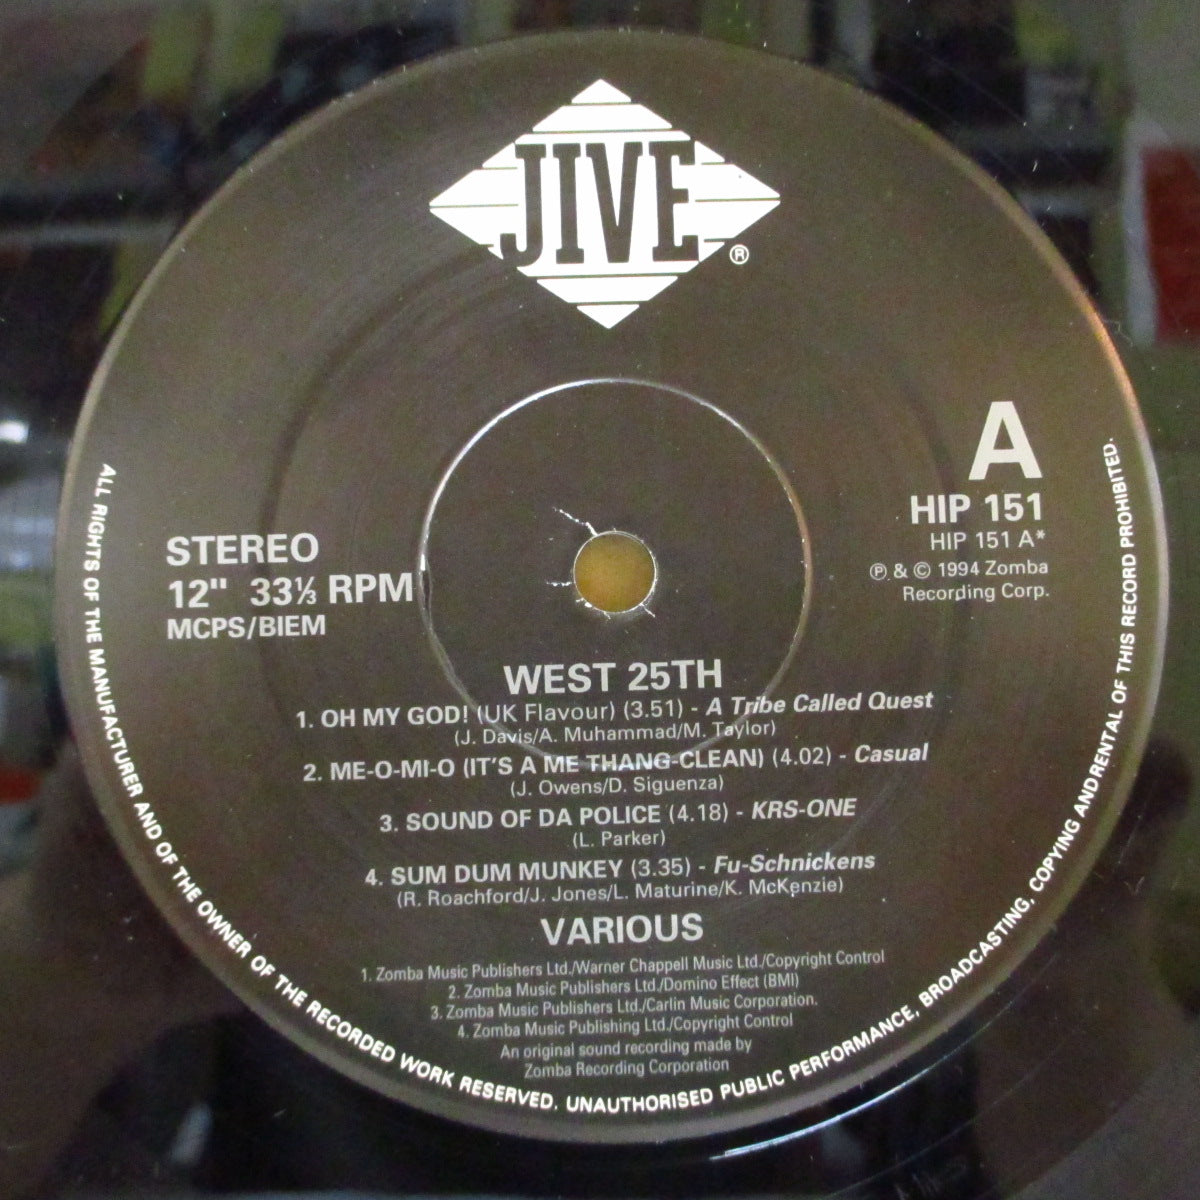 JIVE
®
A
HIP 151
HIP 151 A*
℗ & © 1994 Zomba
Recording Corp.
STEREO
12" 33⅓ RPM
MCPS/BIEM
WEST 25TH
1. OH MY GOD! (UK Flavour) (3.51) - A Tribe Called Quest
(J. Davis/A. Muhammad/M. Taylor)
2. ME-O-MI-O (IT'S A ME THANG-CLEAN) (4.02) - Casual
(J. Owens/D. Siguenza)
3. SOUND OF DA POLICE (4.18) - KRS-ONE
(L. Parker)
4. SUM DUM MUNKEY (3.35) - Fu-Schnickens
(R. Roachford/J. Jones/L. Maturine/K. McKenzie)
VARIOUS
1. Zomba Music Publishers Ltd./Warner Chappell Music Ltd./Copyright Control
2. Zomba Music Publishers Ltd./Domino Effect (BMI)
3. Zomba Music Publishers Ltd./Carlin Music Corporation.
4. Zomba Music Publishing Ltd./Copyright Control
An original sound recording made by
Zomba Recording Corporation
ALL RIGHTS OF THE MANUFACTURER AND OF THE OWNER OF THE RECORDED WORK RESERVED. UNAUTHORISED PUBLIC PERFORMANCE, BROADCASTING, COPYING ANDRENTAL OF THIS RECORD PROHIBITED.